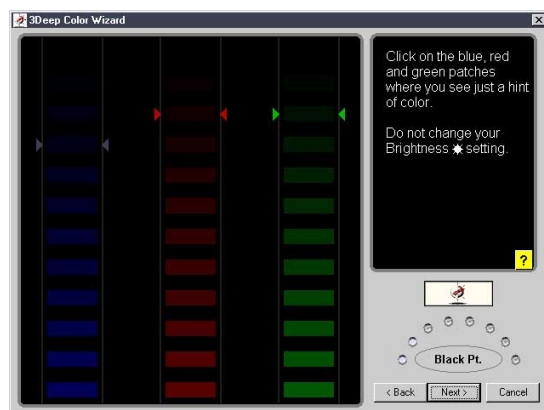 3Deep Color Wizard
Click on the blue, red
and green patches
where you see just a hint
of color.
Do not change your
Brightness setting.
?
Black Pt.
< Back
Next >
Cancel